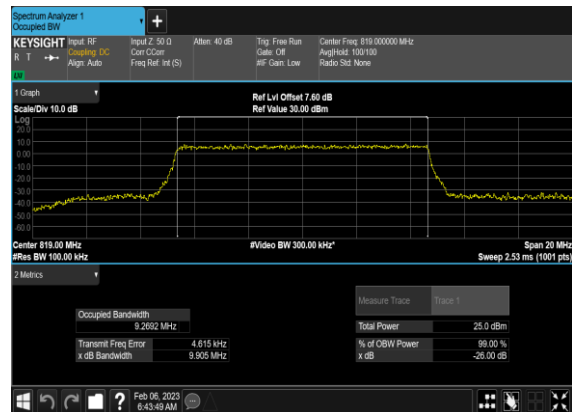 Spectrum Analyzer 1
Occupied BW
+
KEYSIGHT Input: RF Input Z: 50 Ω Atten: 40 dB Trig: Free Run Center Freq: 819.000000 MHz
R T Coupling: DC Corr CCorr Gate: Off Avg|Hold: 100/100
Align: Auto Freq Ref: Int (S) #IF Gain: Low Radio Std: None
LW
1 Graph
Ref Lvl Offset 7.60 dB
Scale/Div 10.0 dB Ref Value 30.00 dBm
Log
20.0
10.0
0.00
-10.0
-20.0
-30.0
-40.0
-50.0
-60.0
Center 819.00 MHz #Video BW 300.00 kHz* Span 20 MHz
#Res BW 100.00 kHz Sweep 2.53 ms (1001 pts)
2 Metrics
Measure Trace Trace 1
Occupied Bandwidth
9.2692 MHz Total Power 25.0 dBm
Transmit Freq Error 4.615 kHz % of OBW Power 99.00 %
x dB Bandwidth 9.905 MHz x dB -26.00 dB
? Feb 06, 2023
6:43:49 AM